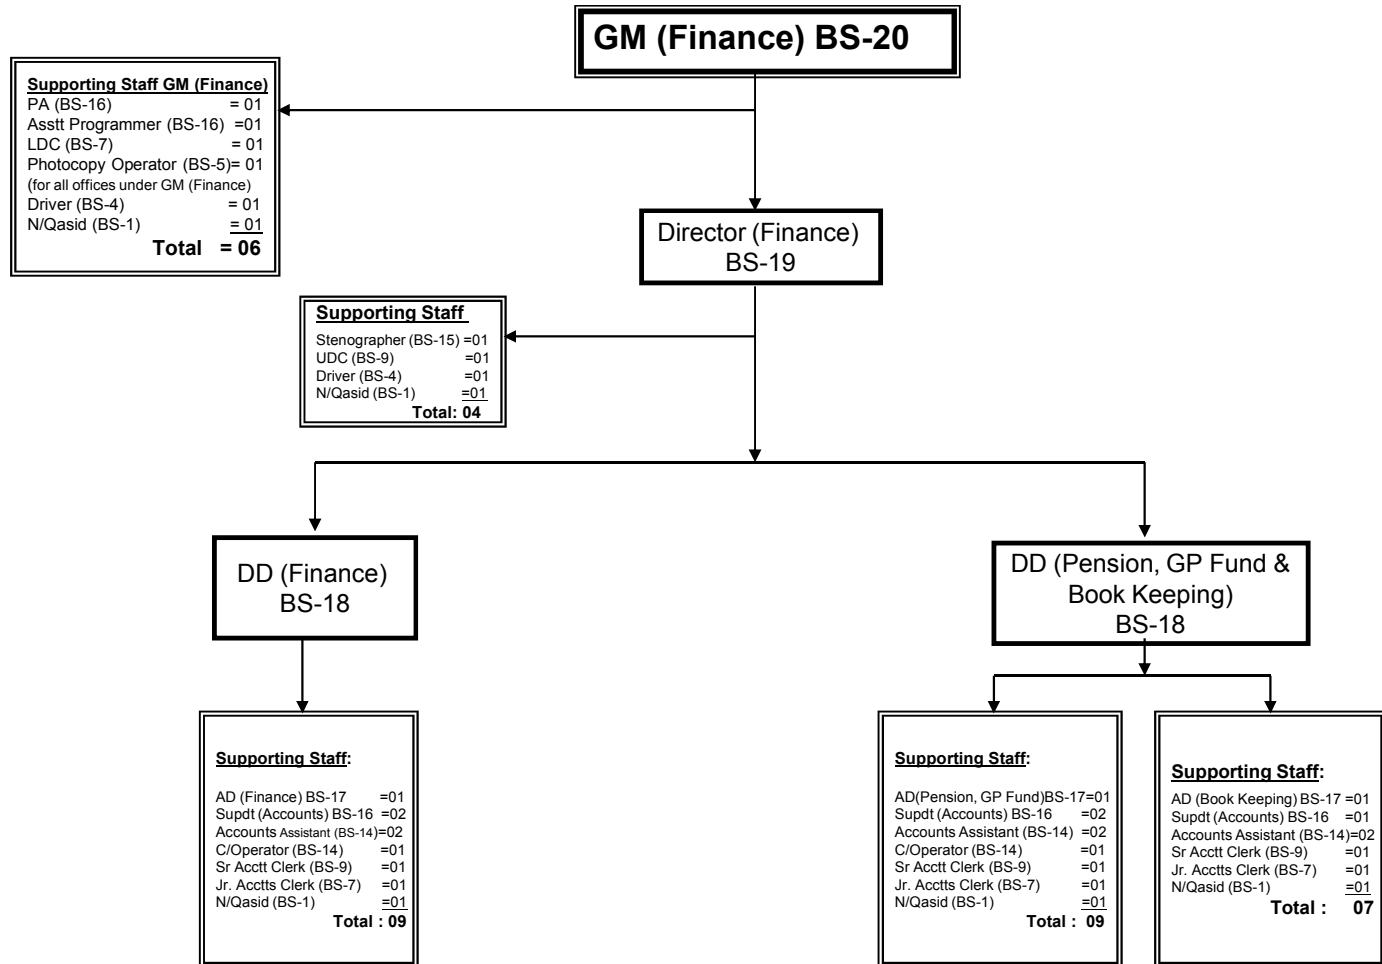 GM (Finance) BS-20
Supporting Staff GM (Finance)
PA (BS-16) = 01
Asstt Programmer (BS-16) =01
LDC (BS-7) = 01
Photocopy Operator (BS-5)= 01
(for all offices under GM (Finance)
Driver (BS-4) = 01
N/Qasid (BS-1) = 01
Total = 06
Director (Finance)
BS-19
Supporting Staff
Stenographer (BS-15) =01
UDC (BS-9) =01
Driver (BS-4) =01
N/Qasid (BS-1) =01
Total: 04
DD (Finance)
BS-18
DD (Pension, GP Fund &
Book Keeping)
BS-18
Supporting Staff:
AD (Finance) BS-17 =01
Supdt (Accounts) BS-16 =02
Accounts Assistant (BS-14)=02
C/Operator (BS-14) =01
Sr Acctt Clerk (BS-9) =01
Jr. Acctts Clerk (BS-7) =01
N/Qasid (BS-1) =01
Total : 09
Supporting Staff:
AD(Pension, GP Fund)BS-17=01
Supdt (Accounts) BS-16 =02
Accounts Assistant (BS-14) =02
C/Operator (BS-14) =01
Sr Acctt Clerk (BS-9) =01
Jr. Acctts Clerk (BS-7) =01
N/Qasid (BS-1) =01
Total : 09
Supporting Staff:
AD (Book Keeping) BS-17 =01
Supdt (Accounts) BS-16 =01
Accounts Assistant (BS-14)=02
Sr Acctt Clerk (BS-9) =01
Jr. Acctts Clerk (BS-7) =01
N/Qasid (BS-1) =01
Total : 07